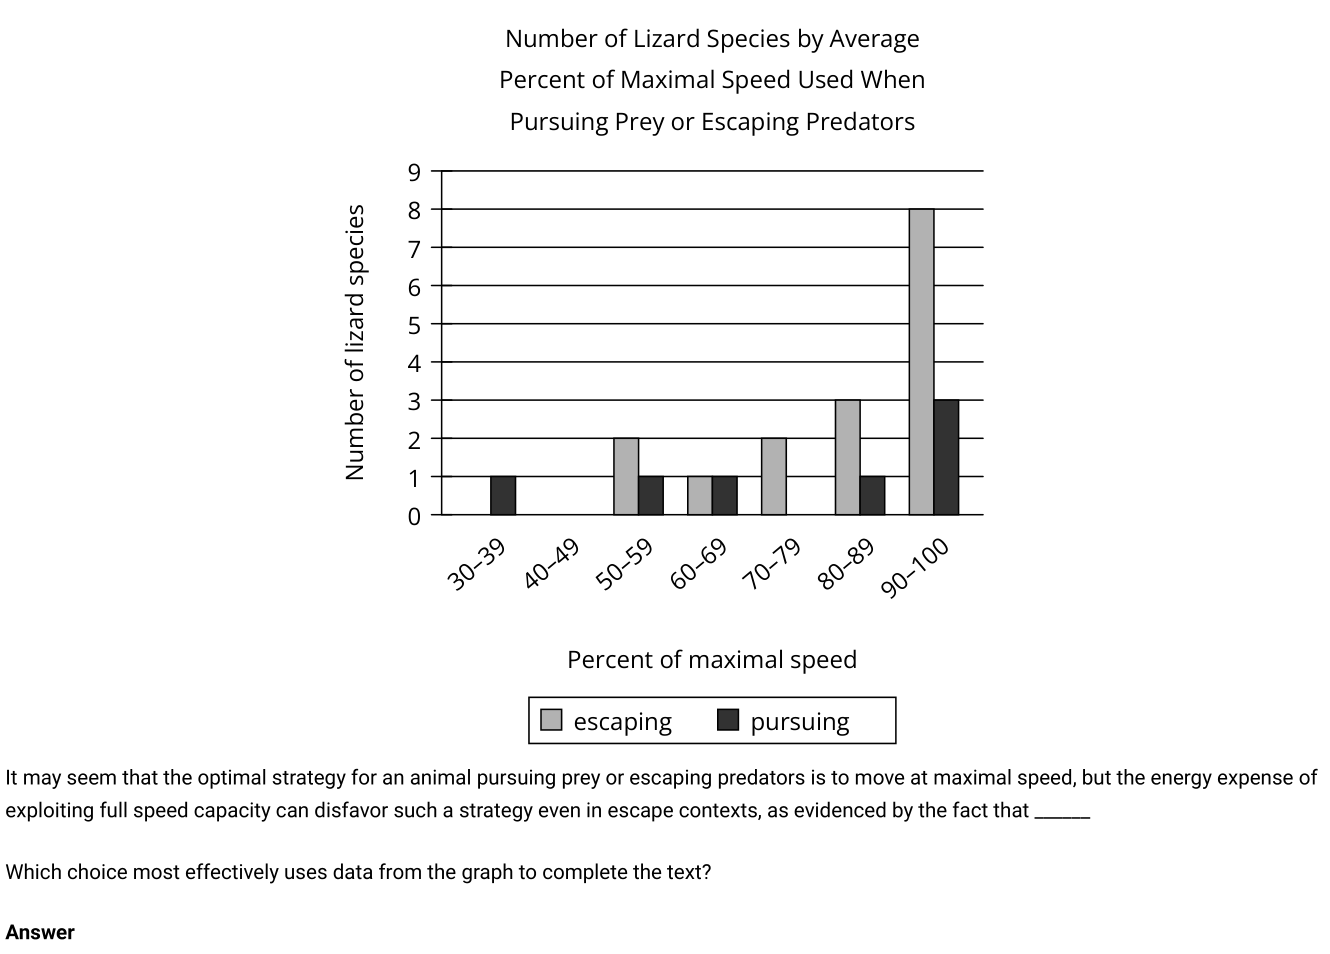 Number of Lizard Species by Average
Percent of Maximal Speed Used When
Pursuing Prey or Escaping Predators
Number of lizard species
9
8
7
6
5
4
3
2
1
0
30–39
40–49
50–59
60–69
70–79
80–89
90–100
Percent of maximal speed
escaping
pursuing
It may seem that the optimal strategy for an animal pursuing prey or escaping predators is to move at maximal speed, but the energy expense of
exploiting full speed capacity can disfavor such a strategy even in escape contexts, as evidenced by the fact that ______
Which choice most effectively uses data from the graph to complete the text?
Answer